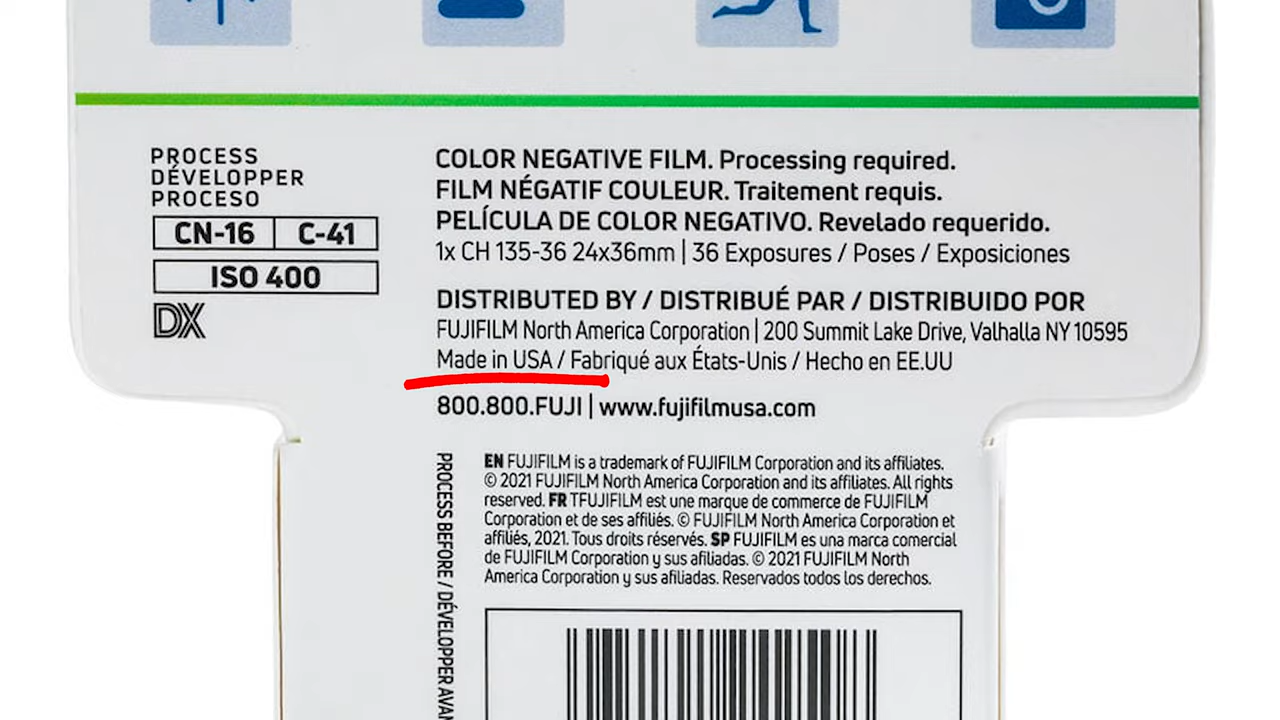 PROCESS
DÉVELOPPER
PROCESO
CN-16 C-41
ISO 400
DX
COLOR NEGATIVE FILM. Processing required.
FILM NÉGATIF COULEUR. Traitement requis.
PELÍCULA DE COLOR NEGATIVO. Revelado requerido.
1x CH 135-36 24x36mm | 36 Exposures / Poses / Exposiciones
DISTRIBUTED BY / DISTRIBUÉ PAR / DISTRIBUIDO POR
FUJIFILM North America Corporation | 200 Summit Lake Drive, Valhalla NY 10595
Made in USA / Fabriqué aux États-Unis / Hecho en EE.UU
800.800.FUJI | www.fujifilmusa.com
PROCESS BEFORE / DÉVELOPPER
EN FUJIFILM is a trademark of FUJIFILM Corporation and its affiliates.
© 2021 FUJIFILM North America Corporation and its affiliates. All rights
reserved. FR TFUJIFILM est une marque de commerce de FUJIFILM
Corporation et de ses affiliés. © FUJIFILM North America Corporation et
affiliés, 2021. Tous droits réservés. SP FUJIFILM es una marca comercial
de FUJIFILM Corporation y sus afiliadas. © 2021 FUJIFILM North
America Corporation y sus afiliadas. Reservados todos los derechos.